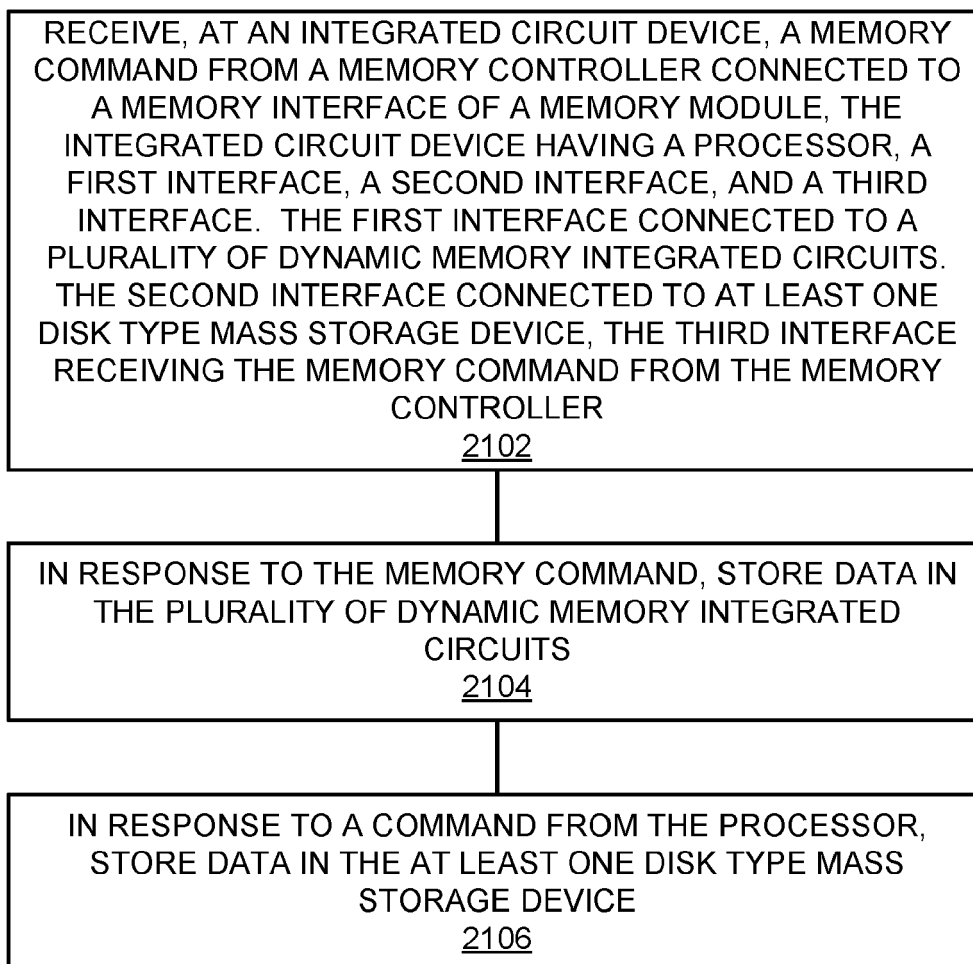 RECEIVE, AT AN INTEGRATED CIRCUIT DEVICE, A MEMORY
COMMAND FROM A MEMORY CONTROLLER CONNECTED TO
A MEMORY INTERFACE OF A MEMORY MODULE, THE
INTEGRATED CIRCUIT DEVICE HAVING A PROCESSOR, A
FIRST INTERFACE, A SECOND INTERFACE, AND A THIRD
INTERFACE.  THE FIRST INTERFACE CONNECTED TO A
PLURALITY OF DYNAMIC MEMORY INTEGRATED CIRCUITS.
THE SECOND INTERFACE CONNECTED TO AT LEAST ONE
DISK TYPE MASS STORAGE DEVICE, THE THIRD INTERFACE
RECEIVING THE MEMORY COMMAND FROM THE MEMORY
CONTROLLER
2102
IN RESPONSE TO THE MEMORY COMMAND, STORE DATA IN
THE PLURALITY OF DYNAMIC MEMORY INTEGRATED
CIRCUITS
2104
IN RESPONSE TO A COMMAND FROM THE PROCESSOR,
STORE DATA IN THE AT LEAST ONE DISK TYPE MASS
STORAGE DEVICE
2106